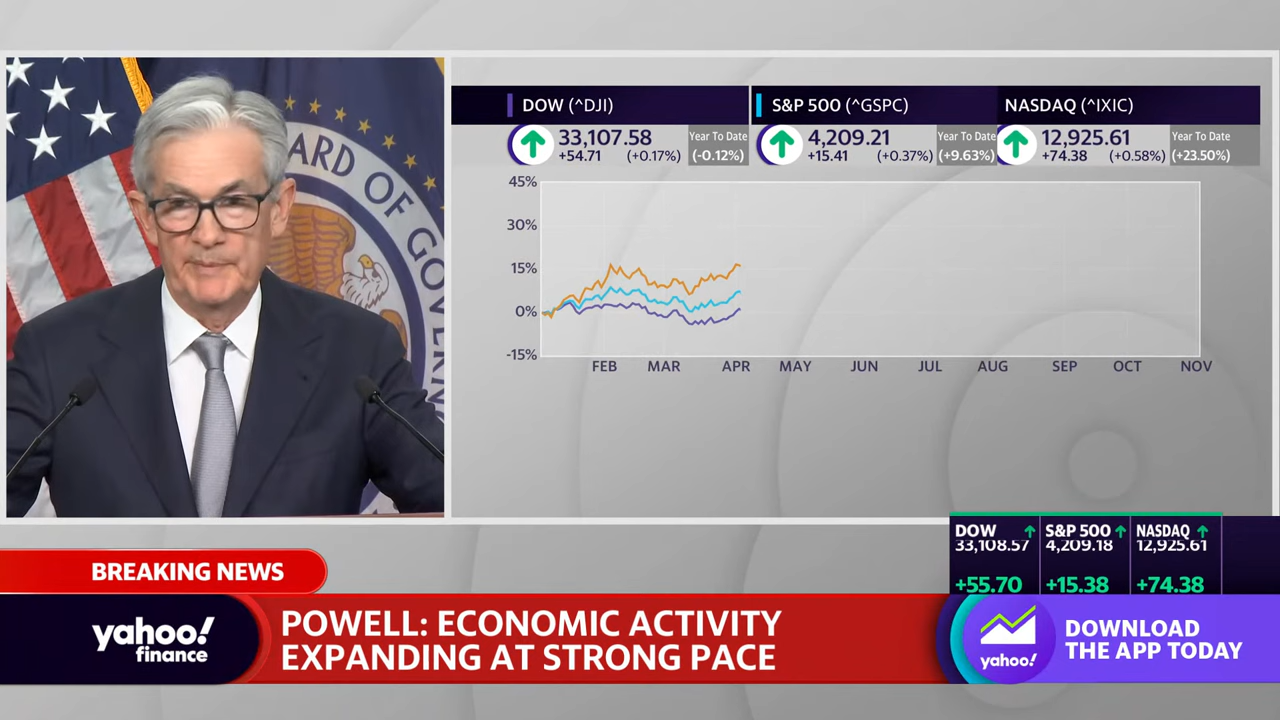 ARD OF GOVERN
DOW (^DJI)
33,107.58
+54.71 (+0.17%)
Year To Date
(-0.12%)
S&P 500 (^GSPC)
4,209.21
+15.41 (+0.37%)
Year To Date
(+9.63%)
NASDAQ (^IXIC)
12,925.61
+74.38 (+0.58%)
Year To Date
(+23.50%)
45%
30%
15%
0%
-15%
FEB MAR APR MAY JUN JUL AUG SEP OCT NOV
DOW
33,108.57
+55.70
S&P 500
4,209.18
+15.38
NASDAQ
12,925.61
+74.38
BREAKING NEWS
yahoo!
finance
POWELL: ECONOMIC ACTIVITY
EXPANDING AT STRONG PACE
yahoo!
DOWNLOAD
THE APP TODAY